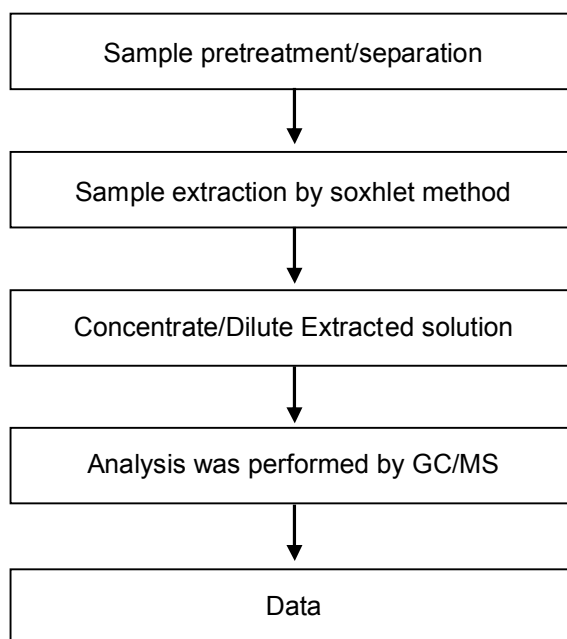 Sample pretreatment/separation
Sample extraction by soxhlet method
Concentrate/Dilute Extracted solution
Analysis was performed by GC/MS
Data